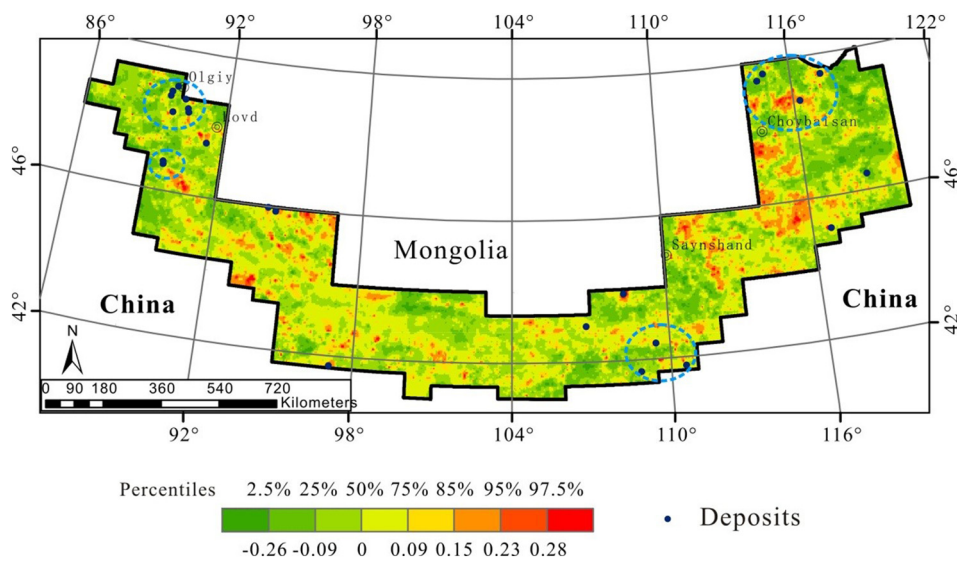 86° 92° 98° 104° 110° 116° 122°
Olgiy
Hovd
Choybalsan
46° 46°
Saynshand
Mongolia
China China
42° 42°
N
0 90 180 360 540 720
Kilometers
92° 98° 104° 110° 116°
Percentiles 2.5% 25% 50% 75% 85% 95% 97.5%
Deposits
-0.26 -0.09 0 0.09 0.15 0.23 0.28